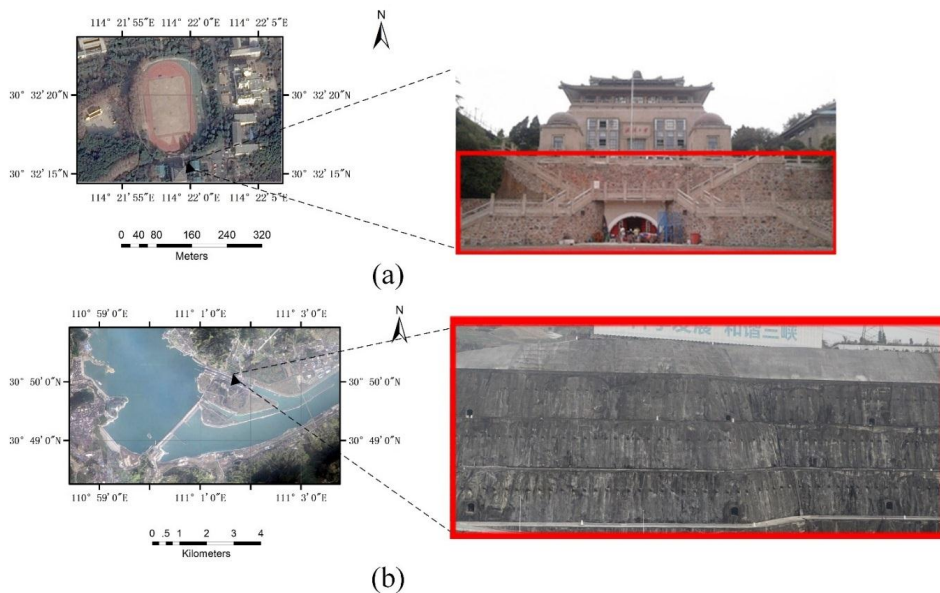 N
114° 21'55"E 114° 22'0"E 114° 22'5"E
30° 32'20"N
30° 32'20"N
30° 32'15"N
30° 32'15"N
114° 21'55"E 114° 22'0"E 114° 22'5"E
0 40 80 160 240 320
Meters
(a)
N
110° 59'0"E 111° 1'0"E 111° 3'0"E
和谐三峡
30° 50'0"N
30° 50'0"N
30° 49'0"N
30° 49'0"N
110° 59'0"E 111° 1'0"E 111° 3'0"E
0 .5 1 2 3 4
Kilometers
(b)